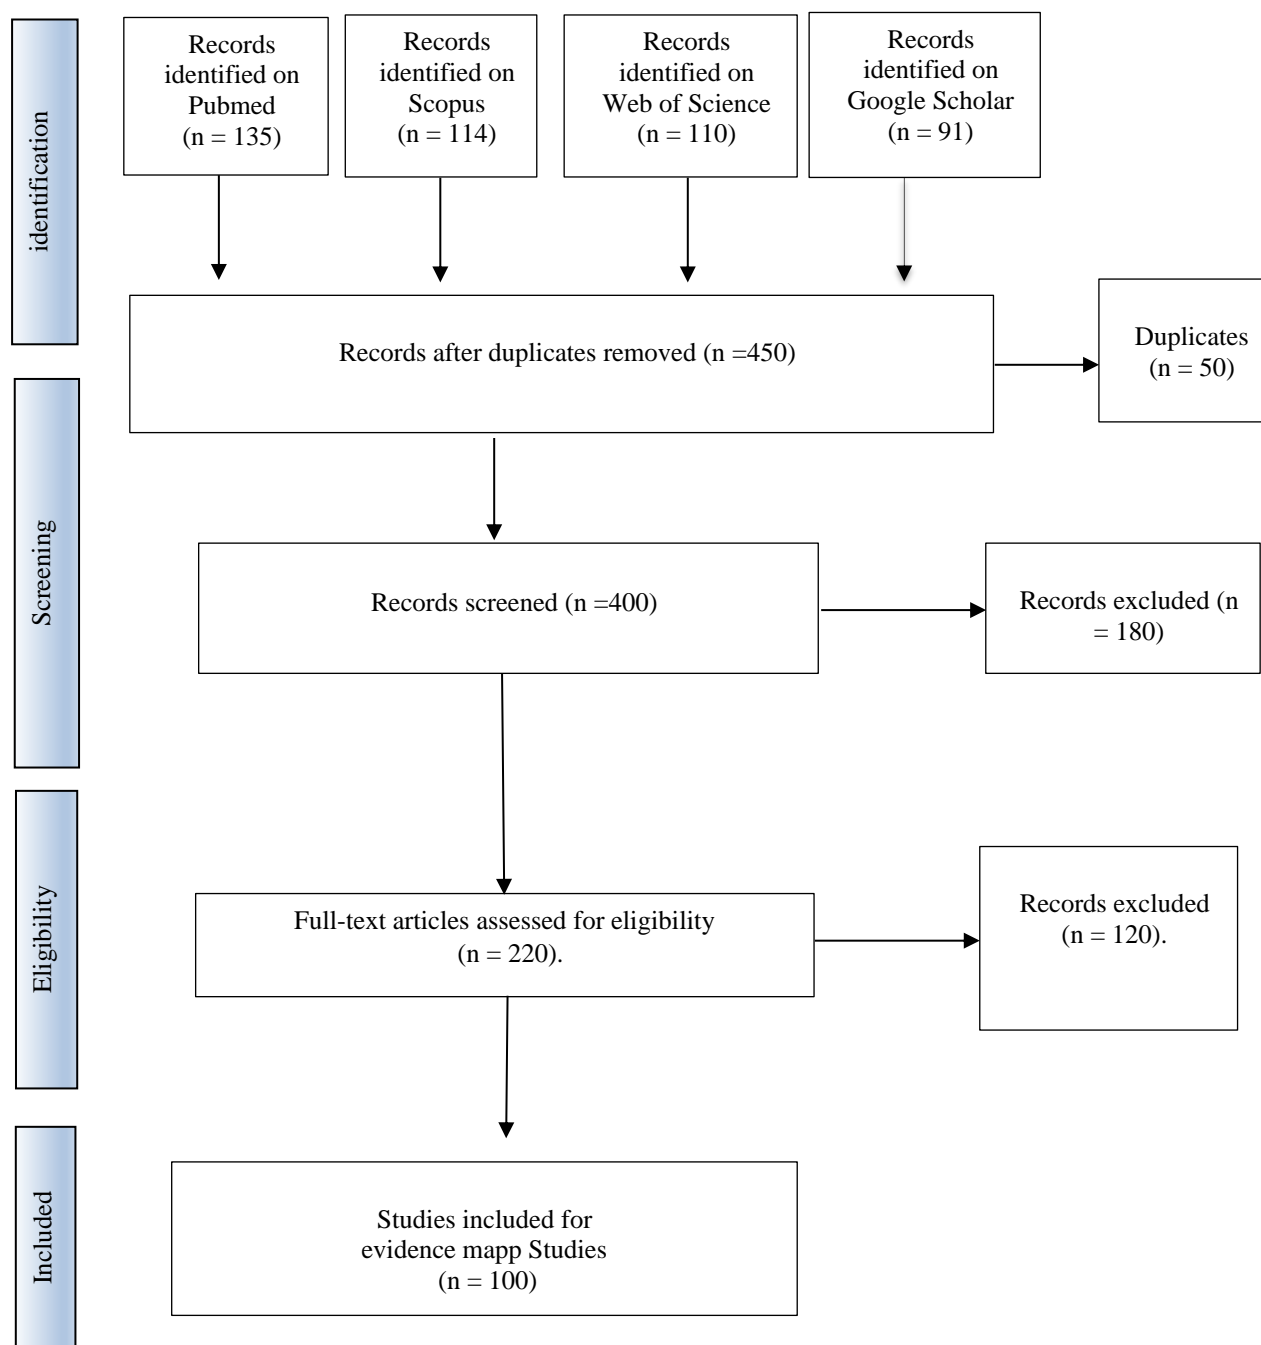 identification
Records
identified on
Pubmed
(n = 135)
Records
identified on
Scopus
(n = 114)
Records
identified on
Web of Science
(n = 110)
Records
identified on
Google Scholar
(n = 91)
Records after duplicates removed (n =450)
Duplicates
(n = 50)
Screening
Records screened (n =400)
Records excluded (n
= 180)
Eligibility
Full-text articles assessed for eligibility
(n = 220).
Records excluded
(n = 120).
Included
Studies included for
evidence mapp Studies
(n = 100)